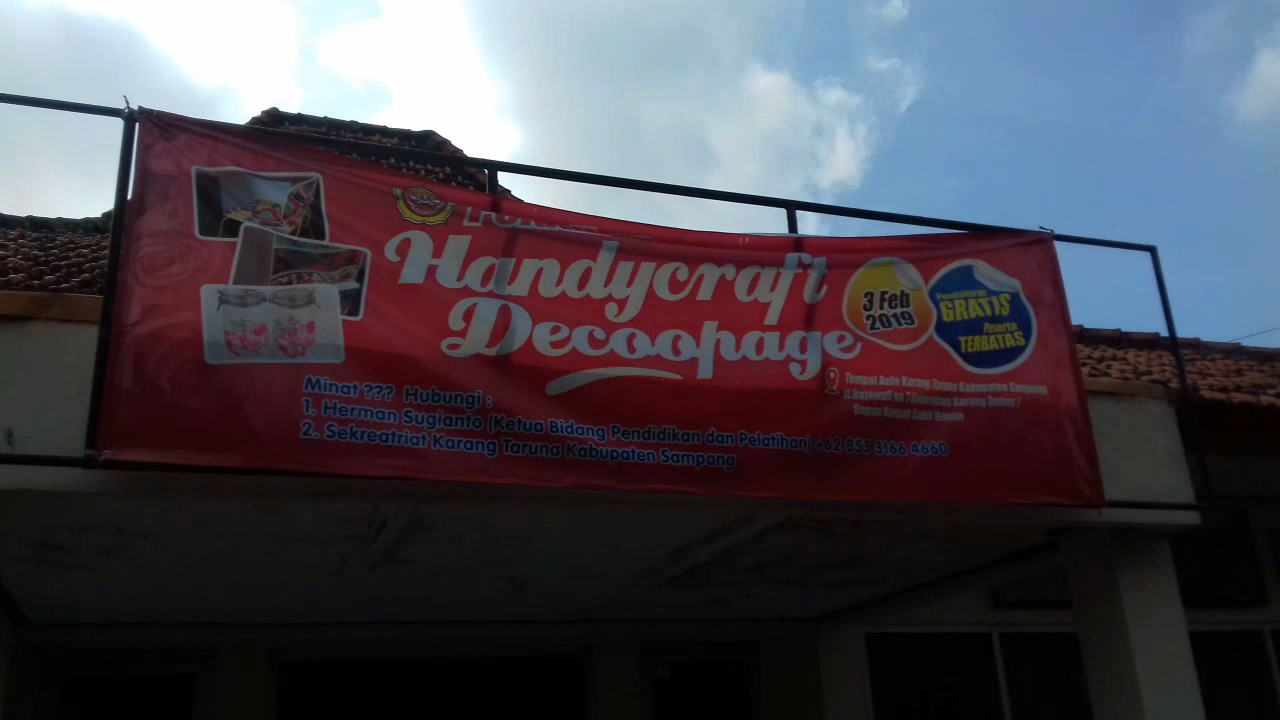 Handycraft
Decoopage
3 Feb
2019
GRATIS
Peserta
TERBATAS
Tempat Aula Karang Taruna Kabupaten Sampang
Minat ??? Hubungi :
1. Herman Sugianto (Ketua Bidang Pendidikan dan Pelatihan) +62 853 3166 4660
2. Sekreatriat Karang Taruna Kabupaten Sampang